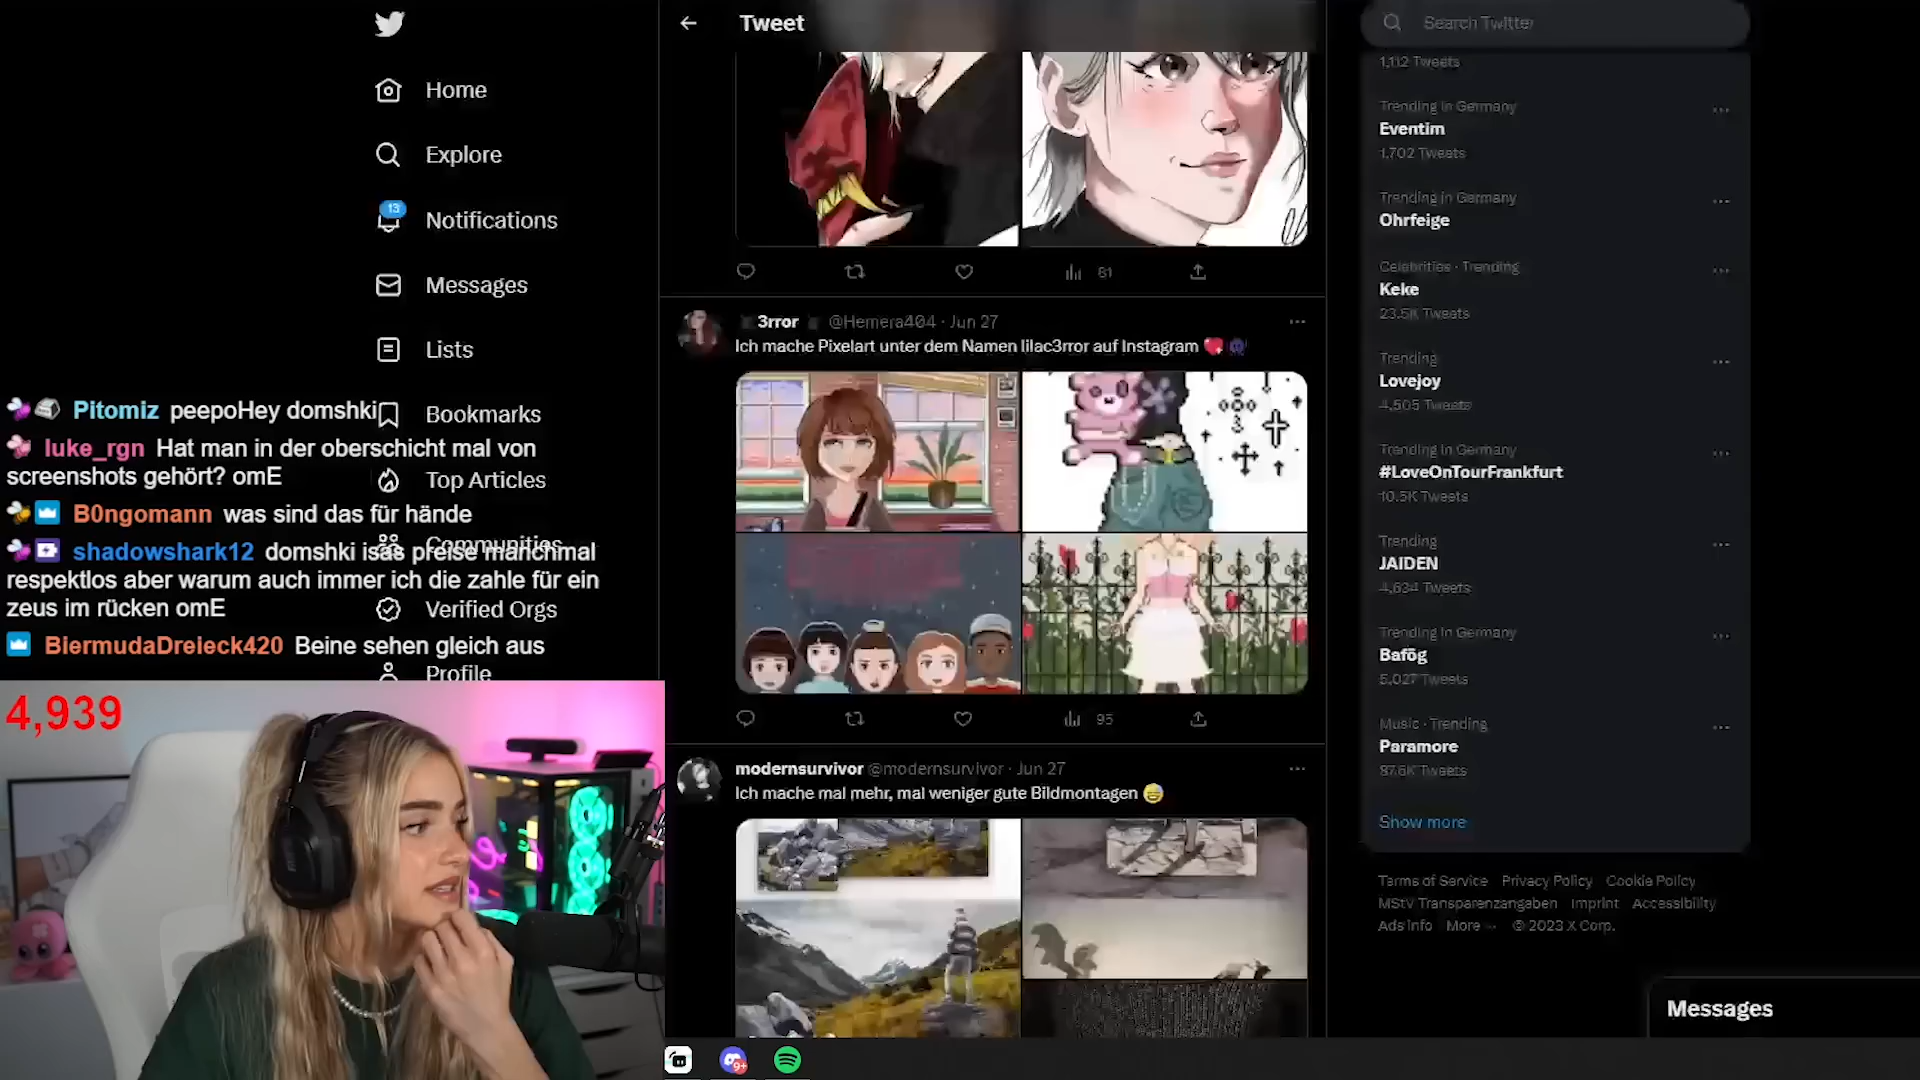 Home
Explore
13
Notifications
Messages
Lists
Bookmarks
Top Articles
Communities
Verified Orgs
Profile
Pitomiz peepoHey domshki
luke_rgn Hat man in der oberschicht mal von
screenshots gehört? omE
B0ngomann was sind das für hände
shadowshark12 domshki isas preise manchmal
respektlos aber warum auch immer ich die zahle für ein
zeus im rücken omE
BiermudaDreieck420 Beine sehen gleich aus
4,939
Tweet
81
3rror @Hemera404 · Jun 27
Ich mache Pixelart unter dem Namen lilac3rror auf Instagram
95
modernsurvivor @modernsurvivor · Jun 27
Ich mache mal mehr, mal weniger gute Bildmontagen
9+
Search Twitter
1,112 Tweets
Trending in Germany
Eventim
1,702 Tweets
Trending in Germany
Ohrfeige
Celebrities · Trending
Keke
23.5K Tweets
Trending
Lovejoy
4,505 Tweets
Trending in Germany
#LoveOnTourFrankfurt
10.5K Tweets
Trending
JAIDEN
4,634 Tweets
Trending in Germany
Bafög
5,027 Tweets
Music · Trending
Paramore
87.6K Tweets
Show more
Terms of Service Privacy Policy Cookie Policy
MStV Transparenzangaben Imprint Accessibility
Ads info More ··· © 2023 X Corp.
Messages